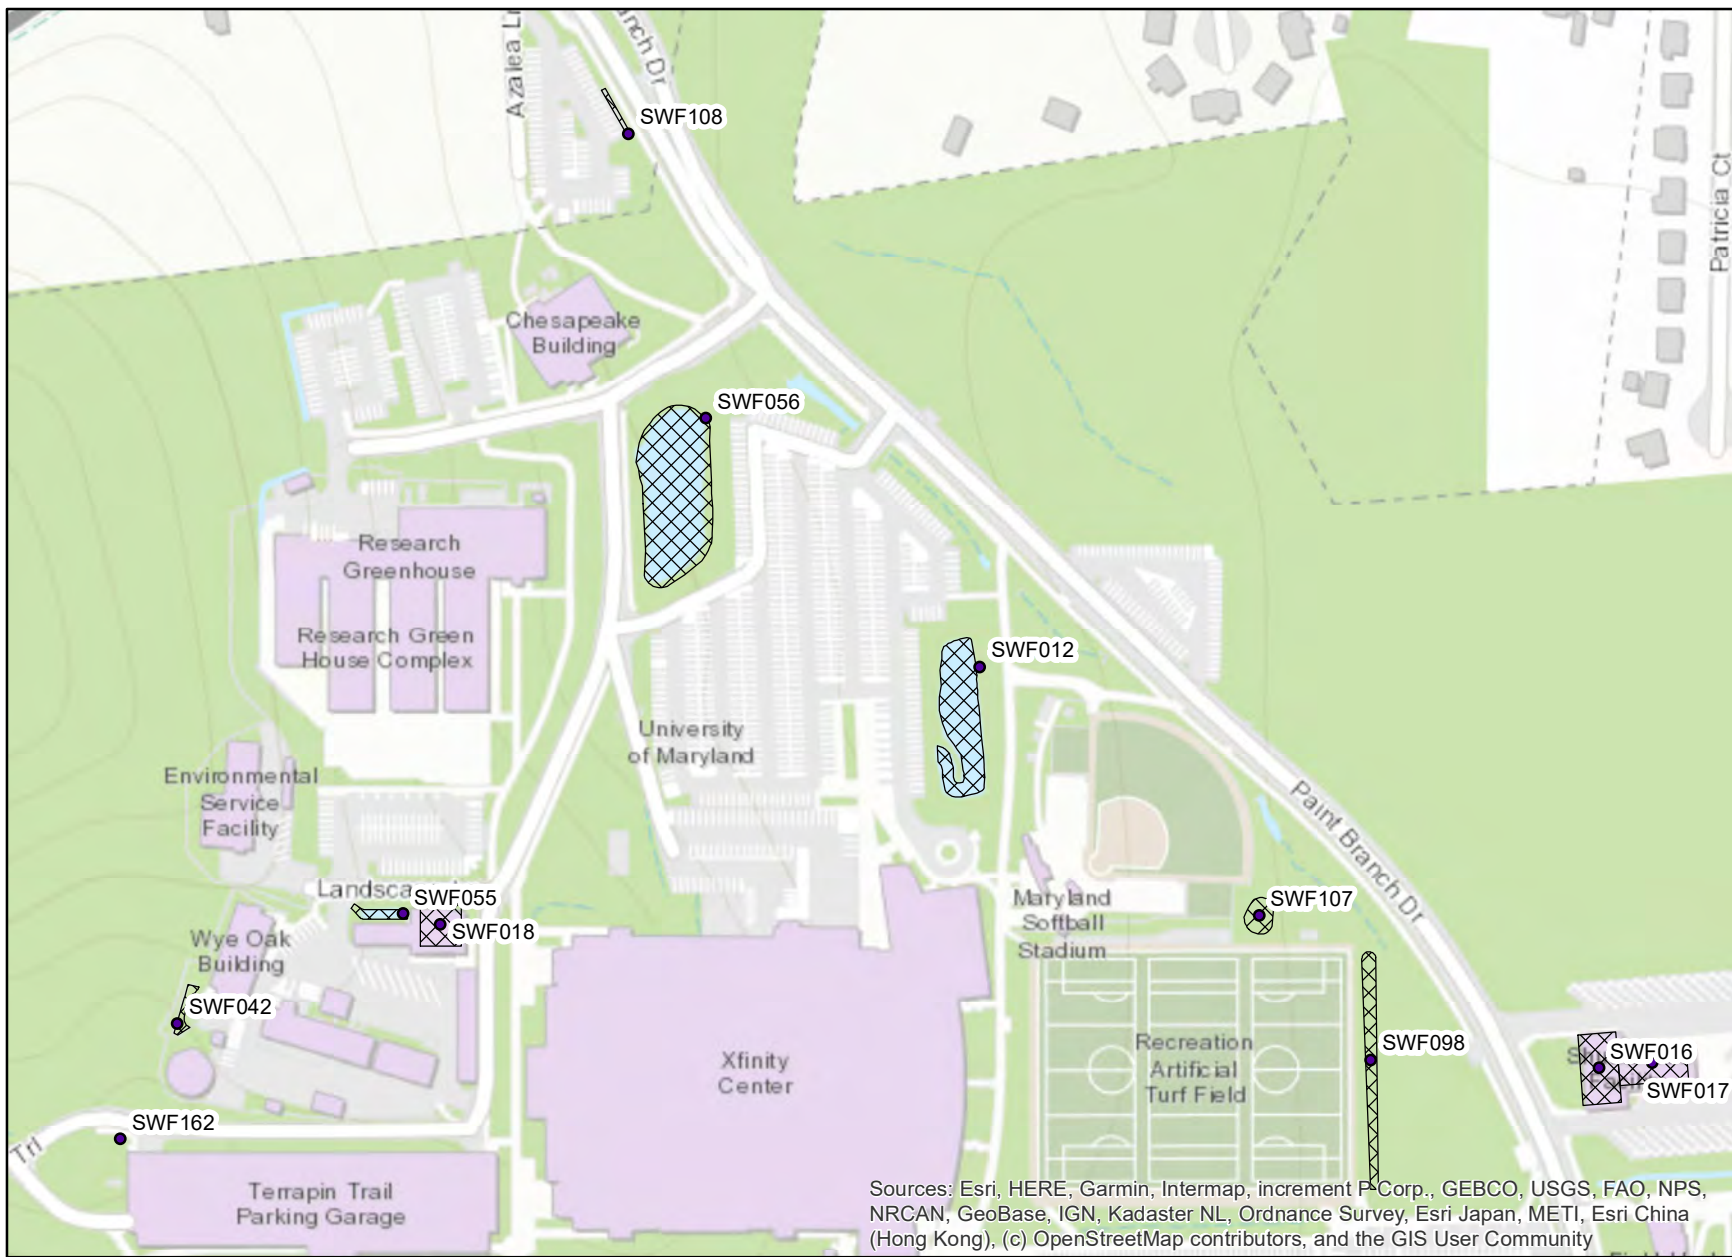 Azalea Ln
Branch Dr
SWF108
Patricia Ct
Chesapeake
Building
SWF056
Research
Greenhouse
Research Green
House Complex
SWF012
University
of Maryland
Environmental
Service
Facility
Paint Branch Dr
SWF055
SWF018
Maryland
Softball
Stadium
SWF107
Wye Oak
Building
SWF042
Xfinity
Center
Recreation
Artificial
Turf Field
SWF098
SWF016
SWF017
SWF162
Trl
Terrapin Trail
Parking Garage
Sources: Esri, HERE, Garmin, Intermap, increment P Corp., GEBCO, USGS, FAO, NPS,
NRCAN, GeoBase, IGN, Kadaster NL, Ordnance Survey, Esri Japan, METI, Esri China
(Hong Kong), (c) OpenStreetMap contributors, and the GIS User Community